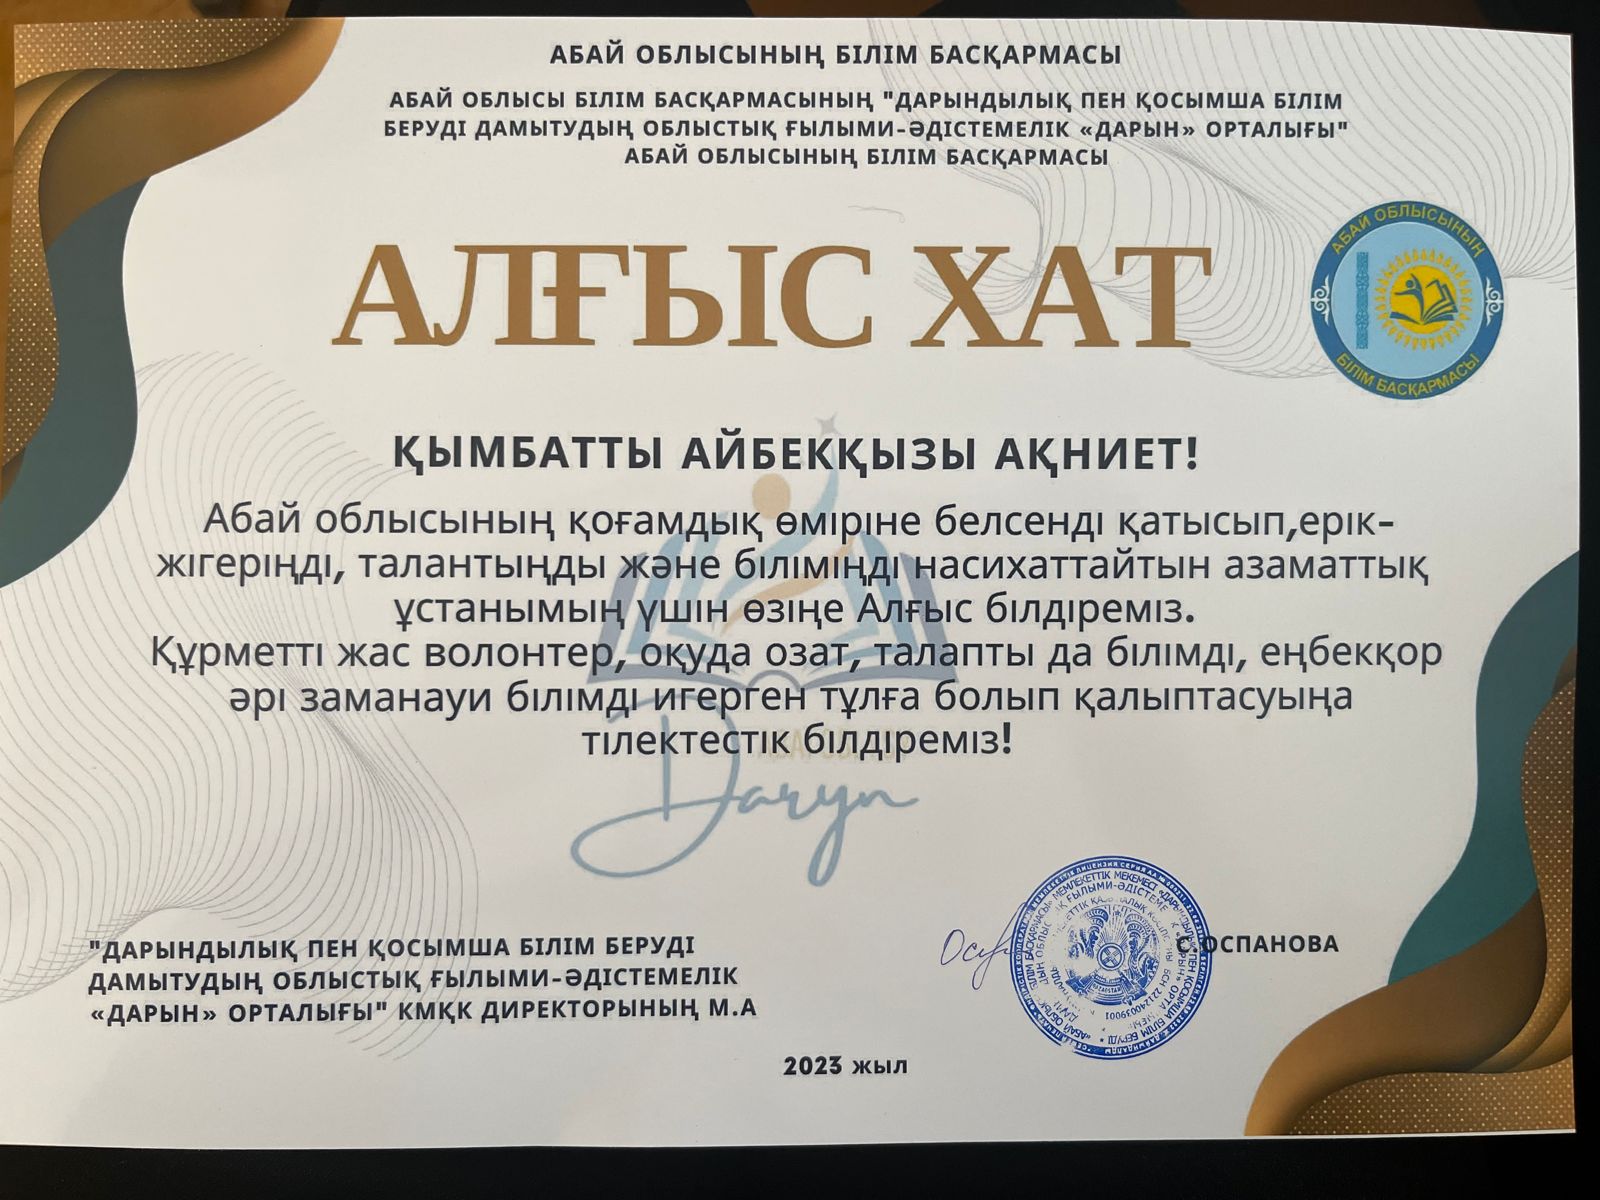 АБАЙ ОБЛЫСЫНЫҢ БІЛІМ БАСҚАРМАСЫ
АБАЙ ОБЛЫСЫ БІЛІМ БАСҚАРМАСЫНЫҢ "ДАРЫНДЫЛЫҚ ПЕН ҚОСЫМША БІЛІМ
БЕРУДІ ДАМЫТУДЫҢ ОБЛЫСТЫҚ ҒЫЛЫМИ-ӘДІСТЕМЕЛІК «ДАРЫН» ОРТАЛЫҒЫ"
АБАЙ ОБЛЫСЫНЫҢ БІЛІМ БАСҚАРМАСЫ
АЛҒЫС ХАТ
АБАЙ ОБЛЫСЫНЫҢ
БІЛІМ БАСҚАРМАСЫ
ҚЫМБАТТЫ АЙБЕКҚЫЗЫ АҚНИЕТ!
Абай облысының қоғамдық өміріне белсенді қатысып,ерік-
жігеріңді, талантыңды және біліміңді насихаттайтын азаматтық
ұстанымың үшін өзіңе Алғыс білдіреміз.
Құрметті жас волонтер, оқуда озат, талапты да білімді, еңбекқор
әрі заманауи білімді игерген тұлға болып қалыптасуыңа
тілектестік білдіреміз!
Daryn
"ДАРЫНДЫЛЫҚ ПЕН ҚОСЫМША БІЛІМ БЕРУДІ
ДАМЫТУДЫҢ ОБЛЫСТЫҚ ҒЫЛЫМИ-ӘДІСТЕМЕЛІК
«ДАРЫН» ОРТАЛЫҒЫ" КМҚК ДИРЕКТОРЫНЫҢ М.А
С.ОСПАНОВА
2023 жыл